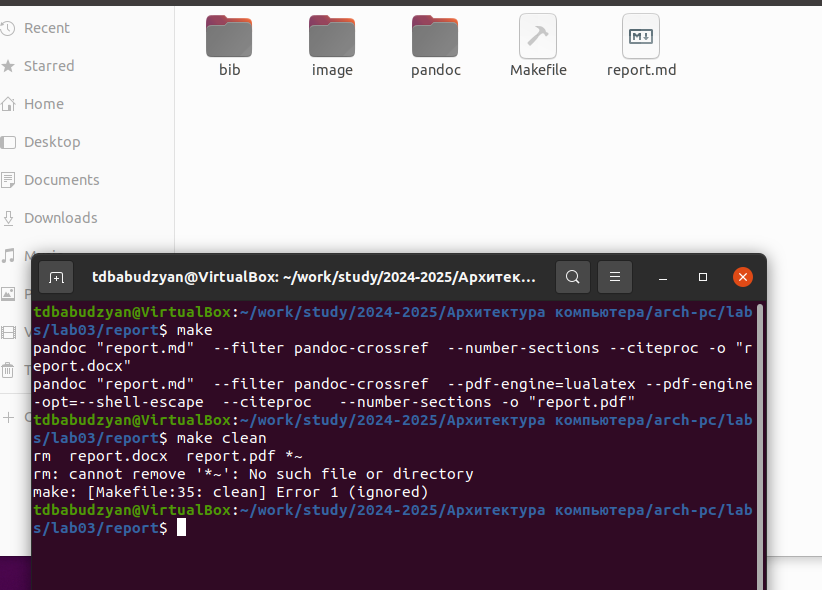 Recent
Starred
Home
Desktop
Documents
Downloads
bib
image
pandoc
Makefile
report.md
tdbabudzyan@VirtualBox: ~/work/study/2024-2025/Архитек...
tdbabudzyan@VirtualBox:~/work/study/2024-2025/Архитектура компьютера/arch-pc/lab
s/lab03/report$ make
pandoc "report.md"  --filter pandoc-crossref  --number-sections --citeproc -o "r
eport.docx"
pandoc "report.md"  --filter pandoc-crossref  --pdf-engine=lualatex --pdf-engine
-opt=--shell-escape  --citeproc   --number-sections -o "report.pdf"
tdbabudzyan@VirtualBox:~/work/study/2024-2025/Архитектура компьютера/arch-pc/lab
s/lab03/report$ make clean
rm  report.docx  report.pdf *~
rm: cannot remove '*~': No such file or directory
make: [Makefile:35: clean] Error 1 (ignored)
tdbabudzyan@VirtualBox:~/work/study/2024-2025/Архитектура компьютера/arch-pc/lab
s/lab03/report$